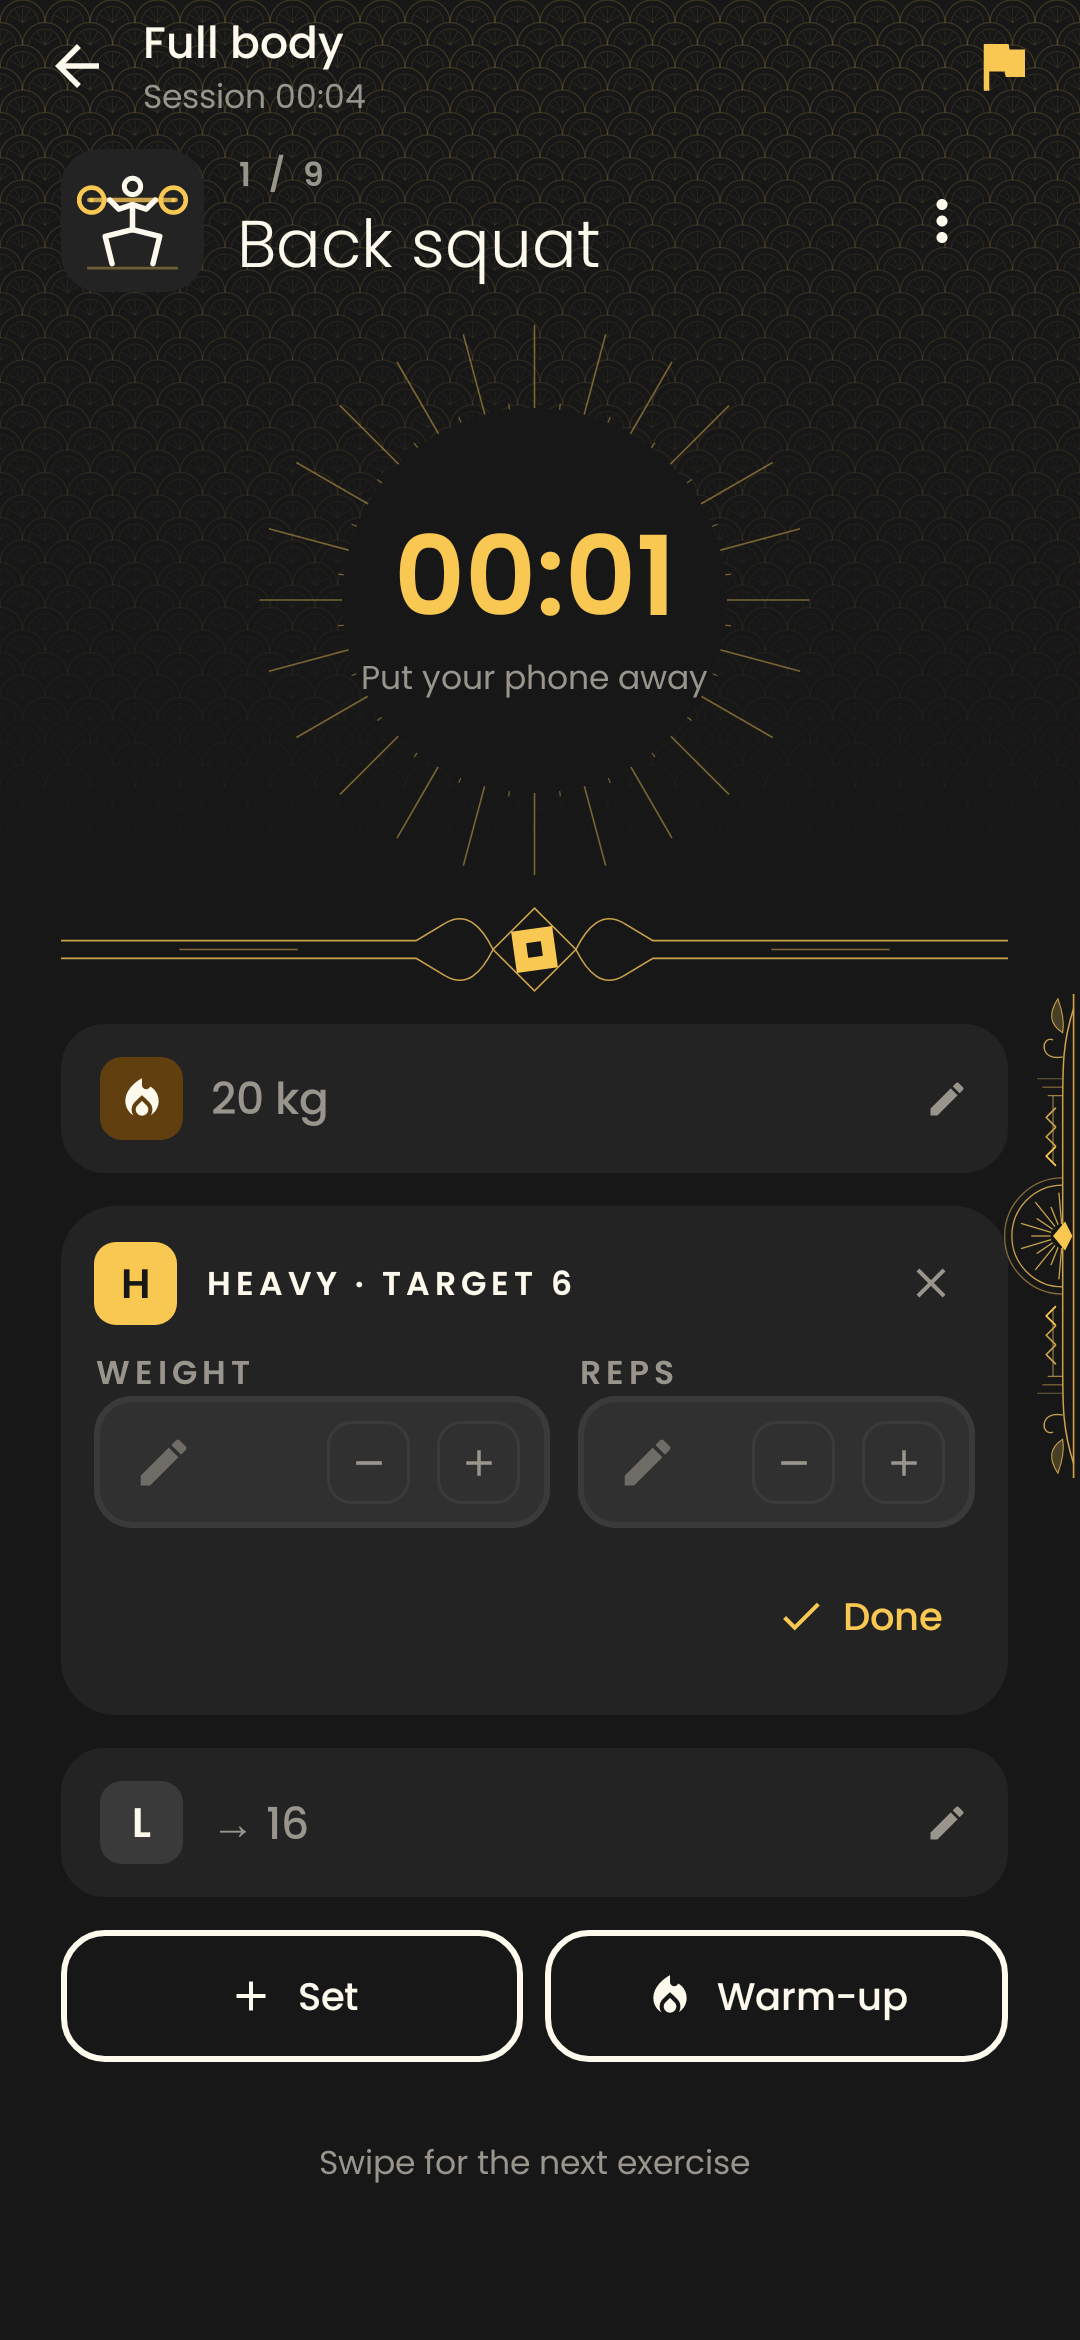 Full body
Session 00:04
1 / 9
Back squat
00:01
Put your phone away
20 kg
H HEAVY · TARGET 6
WEIGHT REPS
Done
L → 16
Set Warm-up
Swipe for the next exercise